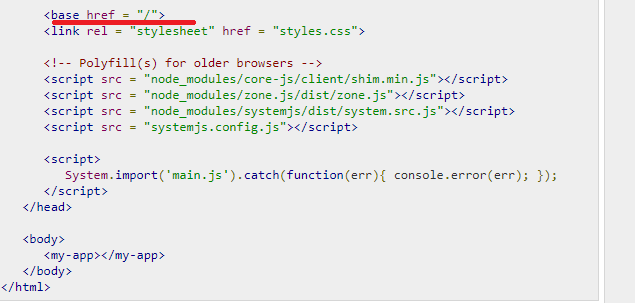 <base href = "/">
<link rel = "stylesheet" href = "styles.css">
<!-- Polyfill(s) for older browsers -->
<script src = "node_modules/core-js/client/shim.min.js"></script>
<script src = "node_modules/zone.js/dist/zone.js"></script>
<script src = "node_modules/systemjs/dist/system.src.js"></script>
<script src = "systemjs.config.js"></script>
<script>
System.import('main.js').catch(function(err){ console.error(err); });
</script>
</head>
<body>
<my-app></my-app>
</body>
</html>